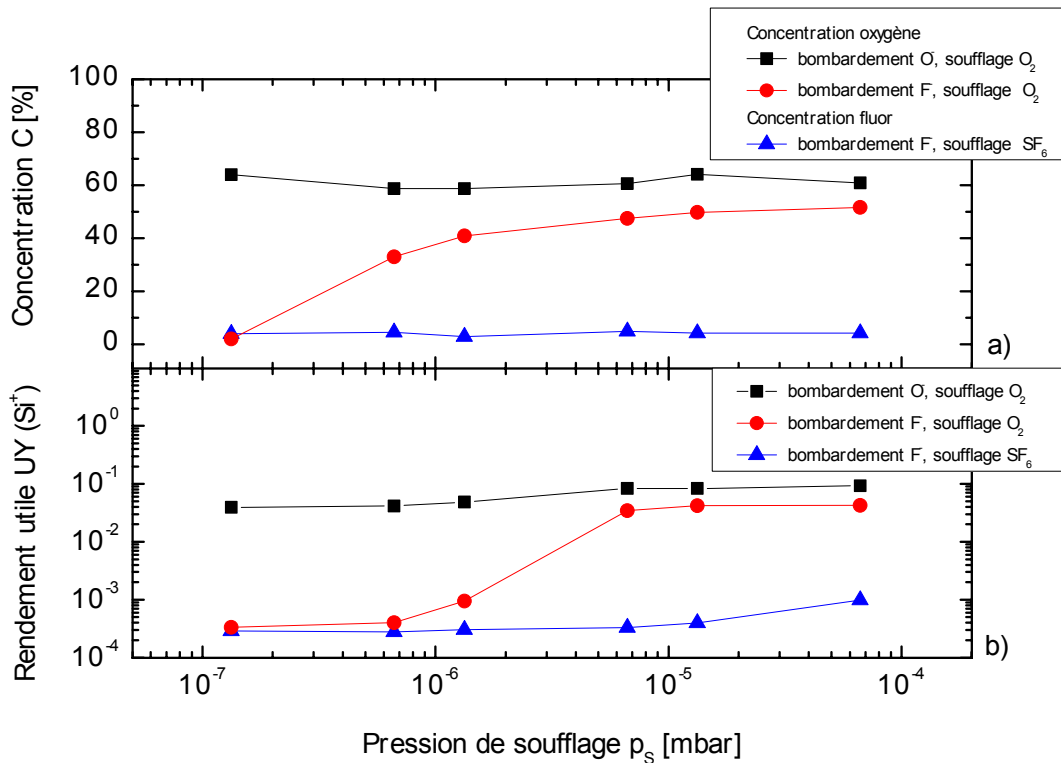 Concentration oxygène
bombardement O⁻, soufflage O₂
bombardement F⁻, soufflage O₂
Concentration fluor
bombardement F⁻, soufflage SF₆
Concentration C [%]
100
80
60
40
20
0
a)
bombardement O⁻, soufflage O₂
bombardement F⁻, soufflage O₂
bombardement F⁻, soufflage SF₆
Rendement utile UY (Si⁺)
10⁰
10⁻¹
10⁻²
10⁻³
10⁻⁴
b)
10⁻⁷ 10⁻⁶ 10⁻⁵ 10⁻⁴
Pression de soufflage p_S [mbar]